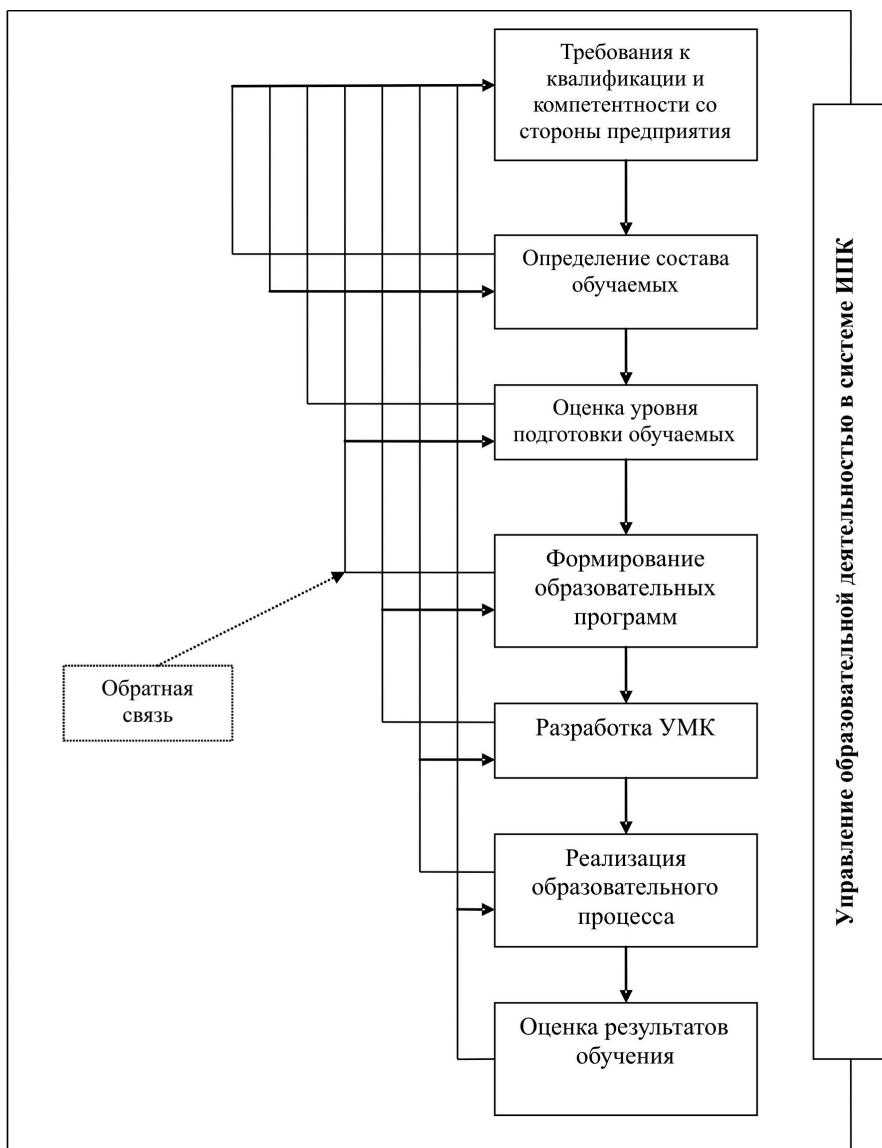 Требования к
квалификации и
компетентности со
стороны предприятия
Определение состава
обучаемых
Оценка уровня
подготовки обучаемых
Формирование
образовательных
программ
Обратная
связь
Разработка УМК
Реализация
образовательного
процесса
Оценка результатов
обучения
Управление образовательной деятельностью в системе ИПК